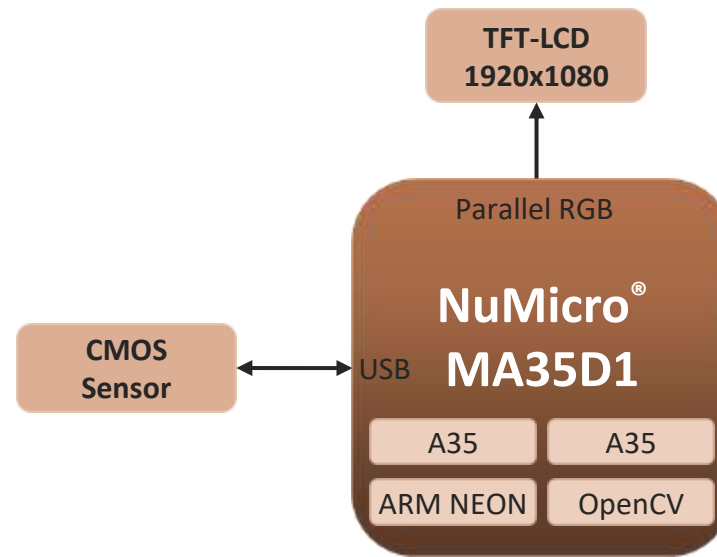 TFT-LCD
1920x1080
Parallel RGB
NuMicro®
MA35D1
CMOS
Sensor
USB
A35
A35
ARM NEON
OpenCV